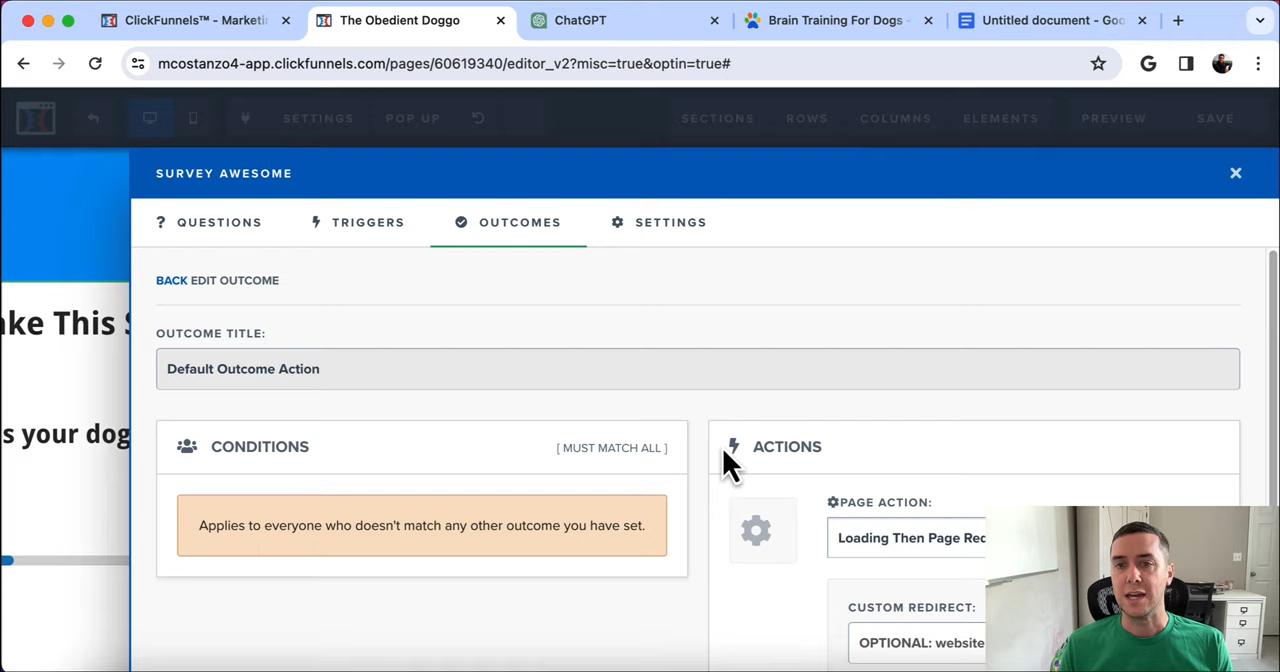 ClickFunnels™ - Marketin
The Obedient Doggo
ChatGPT
Brain Training For Dogs -
Untitled document - Goo
mcostanzo4-app.clickfunnels.com/pages/60619340/editor_v2?misc=true&optin=true#
SETTINGS
POP UP
SECTIONS
ROWS
COLUMNS
ELEMENTS
PREVIEW
SAVE
SURVEY AWESOME
QUESTIONS
TRIGGERS
OUTCOMES
SETTINGS
BACK EDIT OUTCOME
ake This S
OUTCOME TITLE:
Default Outcome Action
s your dog
CONDITIONS
[ MUST MATCH ALL ]
ACTIONS
Applies to everyone who doesn't match any other outcome you have set.
PAGE ACTION:
Loading Then Page Red
CUSTOM REDIRECT:
OPTIONAL: website